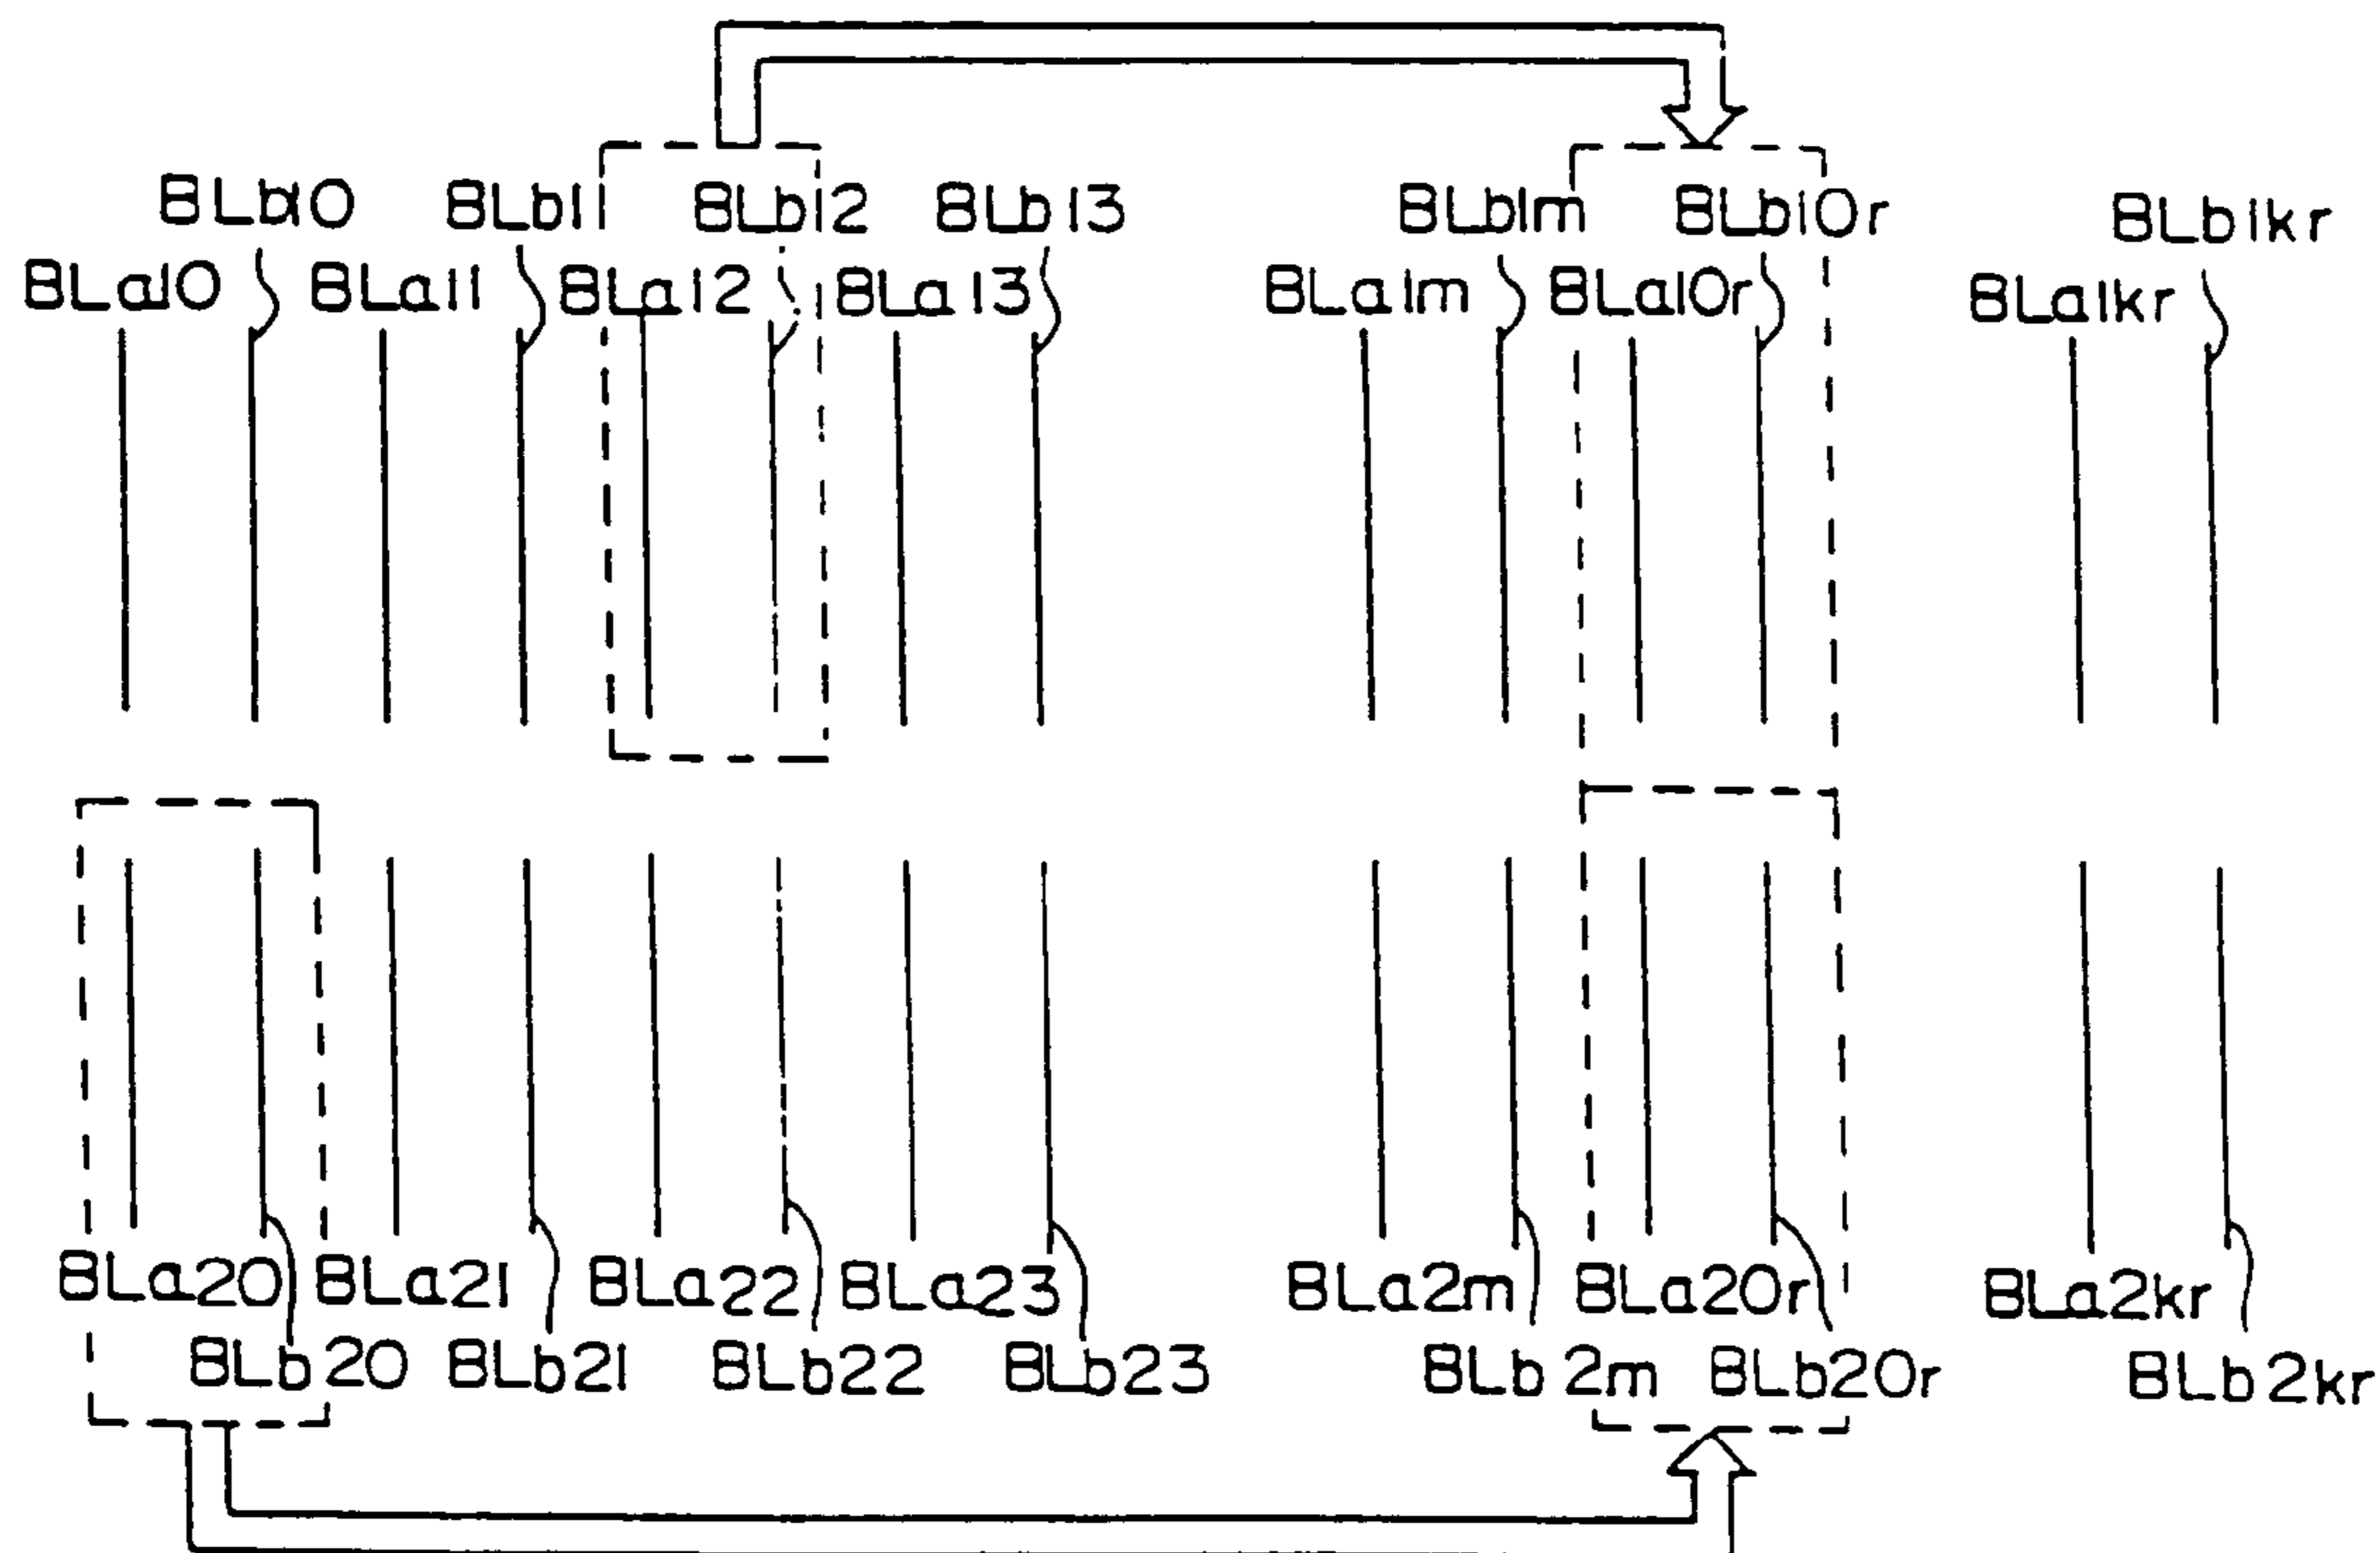 BLb10 BLb11 BLb12 BLb13 BLb1m BLb10r BLb1kr
BLa10 BLa11 BLa12 BLa13 BLa1m BLa10r BLa1kr
BLa20 BLa21 BLa22 BLa23 BLa2m BLa20r BLa2kr
BLb20 BLb21 BLb22 BLb23 BLb2m BLb20r BLb2kr